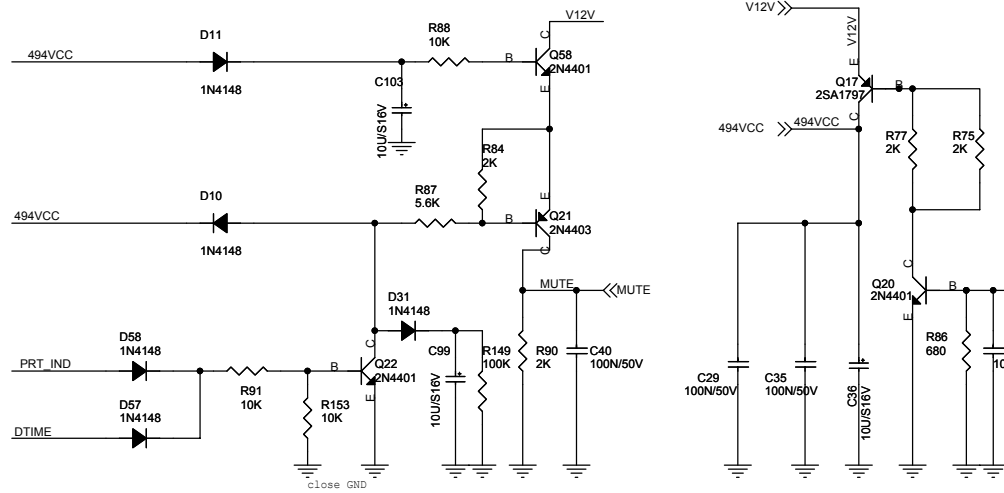 V12V
494VCC
D11
1N4148
R88
10K
C103
10U/S16V
V12V
C
B
Q58
2N4401
E
R84
2K
494VCC
D10
1N4148
R87
5.6K
B
E
Q21
2N4403
C
MUTE
MUTE
D31
1N4148
PRT_IND
D58
1N4148
R91
10K
B
C
Q22
2N4401
E
C99
10U/S16V
R149
100K
R90
2K
C40
100N/50V
DTIME
D57
1N4148
R153
10K
close GND
V12V
E
Q17
2SA1797
B
C
494VCC
494VCC
R77
2K
R75
2K
C
Q20
2N4401
B
E
R86
680
10
C29
100N/50V
C35
100N/50V
C36
10U/S16V